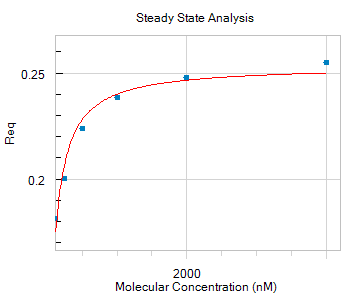 Steady State Analysis
0.25
Req
0.2
2000
Molecular Concentration (nM)